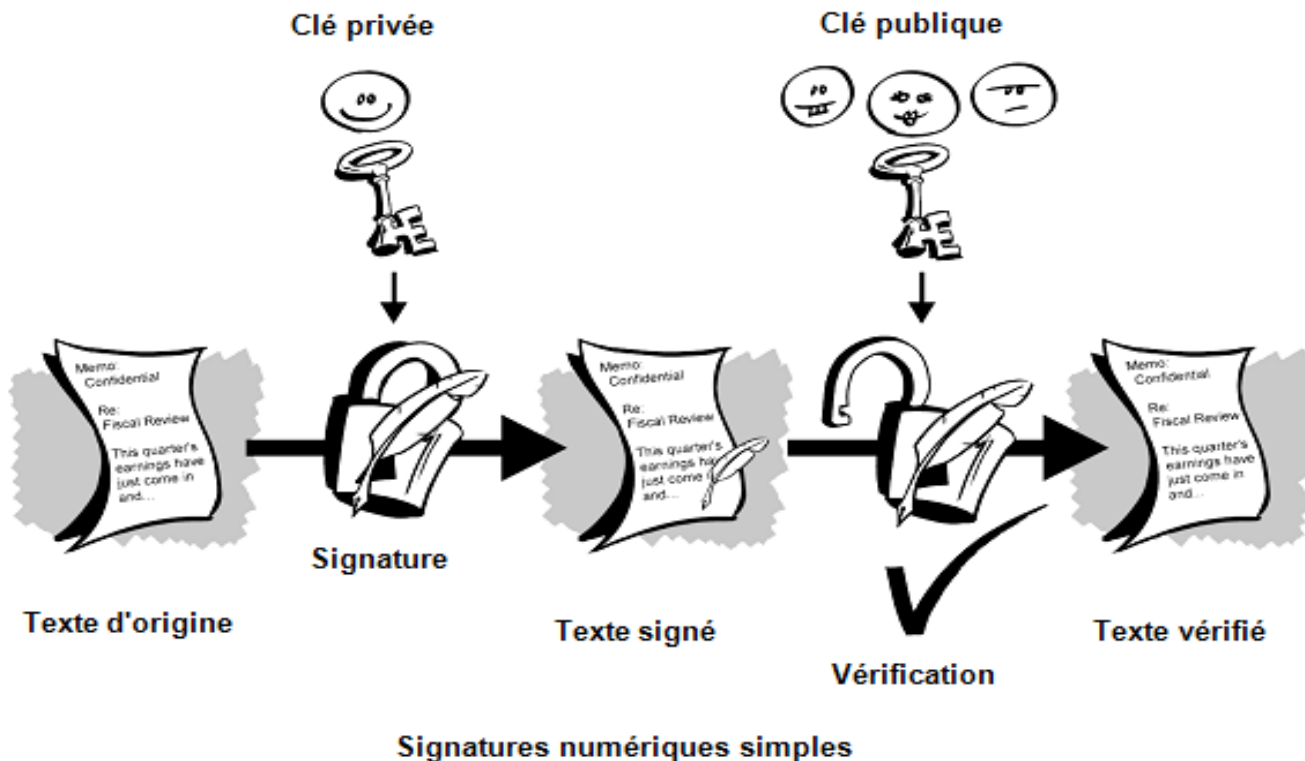 Clé privée
Clé publique
Memo:
Confidential
Re:
Fiscal Review
This quarter's
earnings have
just come in
and...
Memo:
Confidential
Re:
Fiscal Review
This quarter's
earnings
just come
and...
Memo:
Confidential
Re:
Fiscal Review
This quarter's
earnings have
just come in
and...
Signature
Texte d'origine
Texte signé
Texte vérifié
Vérification
Signatures numériques simples